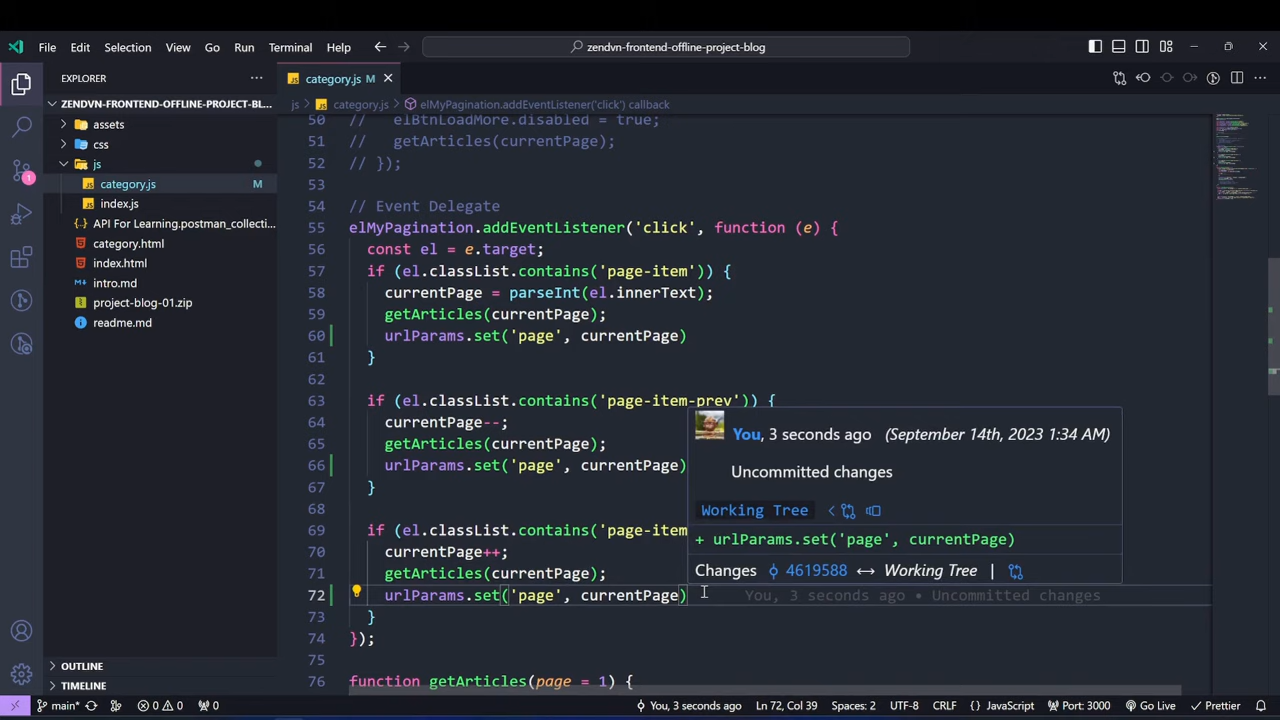 File Edit Selection View Go Run Terminal Help
zendvn-frontend-offline-project-blog
EXPLORER
category.js M
ZENDVN-FRONTEND-OFFLINE-PROJECT-BL...
js > category.js > elMyPagination.addEventListener('click') callback
assets
css
js
category.js M
index.js
API For Learning.postman_collecti...
category.html
index.html
intro.md
project-blog-01.zip
readme.md
50 // elBtnLoadMore.disabled = true;
51 // getArticles(currentPage);
52 // });
53
54 // Event Delegate
55 elMyPagination.addEventListener('click', function (e) {
56 const el = e.target;
57 if (el.classList.contains('page-item')) {
58 currentPage = parseInt(el.innerText);
59 getArticles(currentPage);
60 urlParams.set('page', currentPage)
61 }
62
63 if (el.classList.contains('page-item-prev')) {
64 currentPage--;
65 getArticles(currentPage);
66 urlParams.set('page', currentPage)
67 }
68
69 if (el.classList.contains('page-item
70 currentPage++;
71 getArticles(currentPage);
72 urlParams.set('page', currentPage) You, 3 seconds ago • Uncommitted changes
73 }
74 });
75
76 function getArticles(page = 1) {
You, 3 seconds ago (September 14th, 2023 1:34 AM)
Uncommitted changes
Working Tree
+ urlParams.set('page', currentPage)
Changes 4619588 ↔ Working Tree |
OUTLINE
TIMELINE
main* 0 0 0 You, 3 seconds ago Ln 72, Col 39 Spaces: 2 UTF-8 CRLF JavaScript Port: 3000 Go Live Prettier